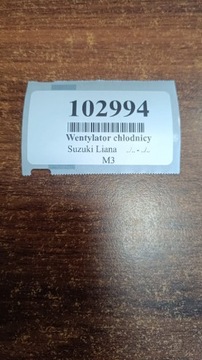 102994
Wentylator chłodnicy
Suzuki Liana ../.. - ../..
M3